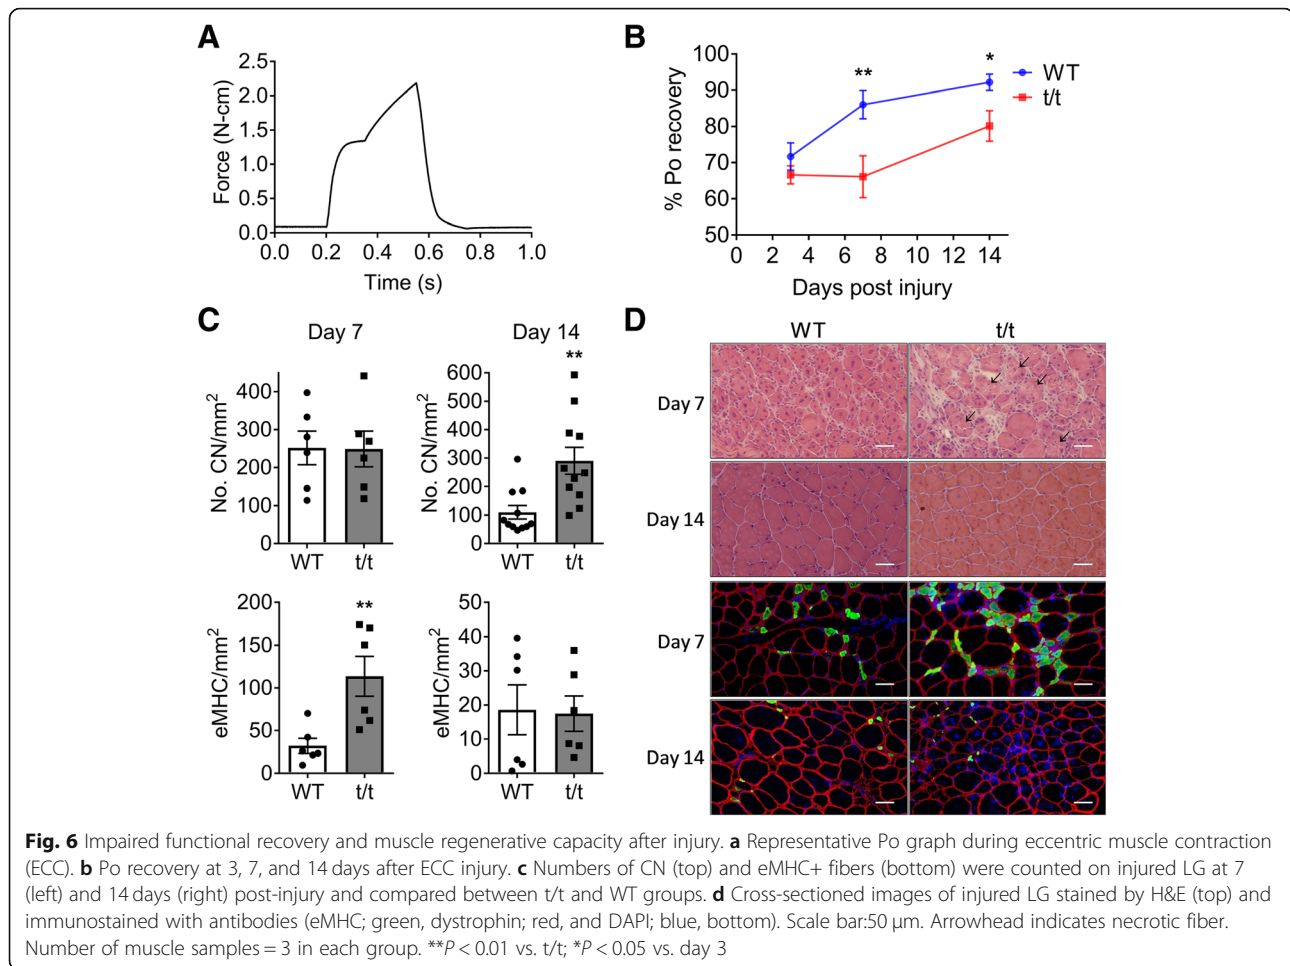 A
Force (N-cm)
2.5
2.0
1.5
1.0
0.5
0.0
0.0 0.2 0.4 0.6 0.8 1.0
Time (s)
B
% Po recovery
100
90
80
70
60
50
** *
WT
t/t
0 2 4 6 8 10 12 14
Days post injury
C
Day 7
No. CN/mm²
400
300
200
100
0
WT t/t
Day 14
**
No. CN/mm²
600
500
400
300
200
100
0
WT t/t
**
eMHC/mm²
200
150
100
50
0
WT t/t
eMHC/mm²
50
40
30
20
10
0
WT t/t
D
WT t/t
Day 7
Day 14
Day 7
Day 14
Fig. 6 Impaired functional recovery and muscle regenerative capacity after injury. a Representative Po graph during eccentric muscle contraction
(ECC). b Po recovery at 3, 7, and 14 days after ECC injury. c Numbers of CN (top) and eMHC+ fibers (bottom) were counted on injured LG at 7
(left) and 14 days (right) post-injury and compared between t/t and WT groups. d Cross-sectioned images of injured LG stained by H&E (top) and
immunostained with antibodies (eMHC; green, dystrophin; red, and DAPI; blue, bottom). Scale bar:50 μm. Arrowhead indicates necrotic fiber.
Number of muscle samples = 3 in each group. **P < 0.01 vs. t/t; *P < 0.05 vs. day 3